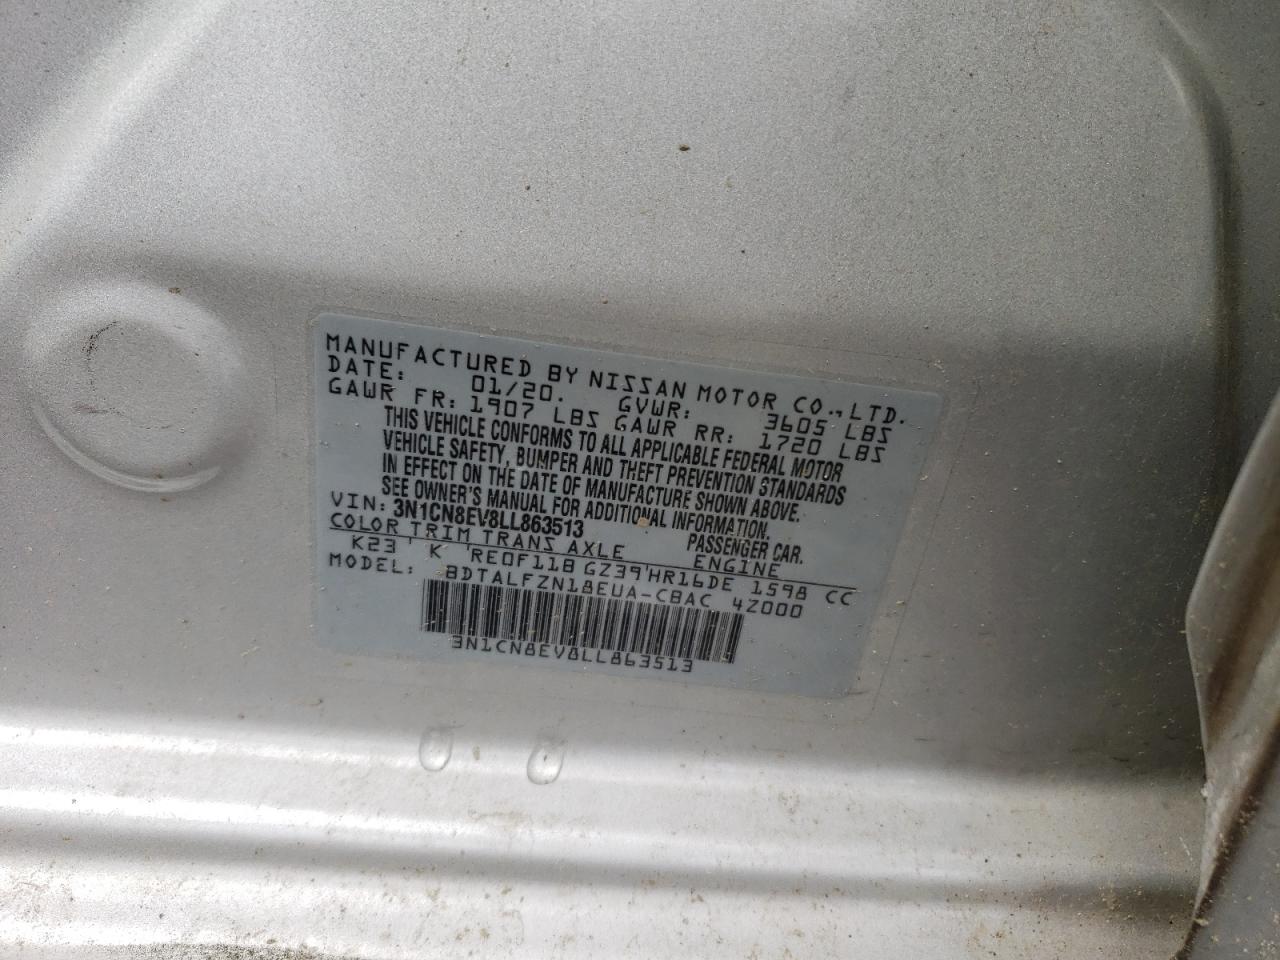 MANUFACTURED BY NISSAN MOTOR CO.,LTD.
DATE: 01/20. GVWR: 3605 LBS
GAWR FR: 1907 LBS GAWR RR: 1720 LBS
THIS VEHICLE CONFORMS TO ALL APPLICABLE FEDERAL MOTOR
VEHICLE SAFETY, BUMPER AND THEFT PREVENTION STANDARDS
IN EFFECT ON THE DATE OF MANUFACTURE SHOWN ABOVE.
SEE OWNER'S MANUAL FOR ADDITIONAL INFORMATION.
VIN: 3N1CN8EV8LL863513 PASSENGER CAR.
COLOR TRIM TRANS AXLE ENGINE
K23 ' K 'RE0F11B GZ39'HR16DE 1598 CC
MODEL: BDTALFZN18EUA-CBAC 4Z000
3N1CN8EV8LL863513